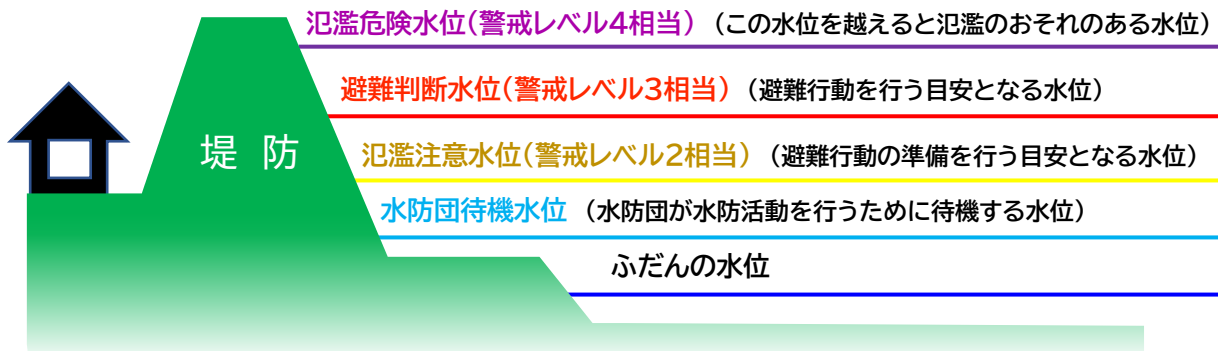 氾濫危険水位(警戒レベル4相当) (この水位を越えると氾濫のおそれのある水位)
避難判断水位(警戒レベル3相当) (避難行動を行う目安となる水位)
堤 防
氾濫注意水位(警戒レベル2相当) (避難行動の準備を行う目安となる水位)
水防団待機水位 (水防団が水防活動を行うために待機する水位)
ふだんの水位